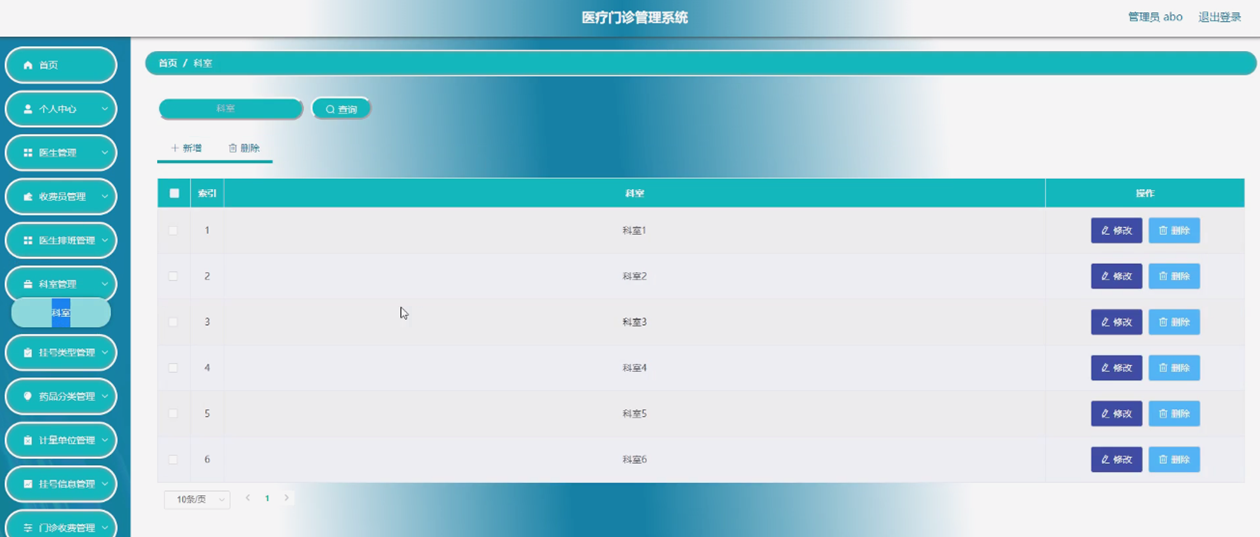 医疗门诊管理系统
管理员 abo 退出登录
首页
个人中心
医生管理
收费员管理
医生排班管理
科室管理
科室
挂号类型管理
药品分类管理
计量单位管理
挂号信息管理
门诊收费管理
首页 / 科室
科室 查询
新增 删除
索引 科室 操作
1 科室1 修改 删除
2 科室2 修改 删除
3 科室3 修改 删除
4 科室4 修改 删除
5 科室5 修改 删除
6 科室6 修改 删除
10条/页 1